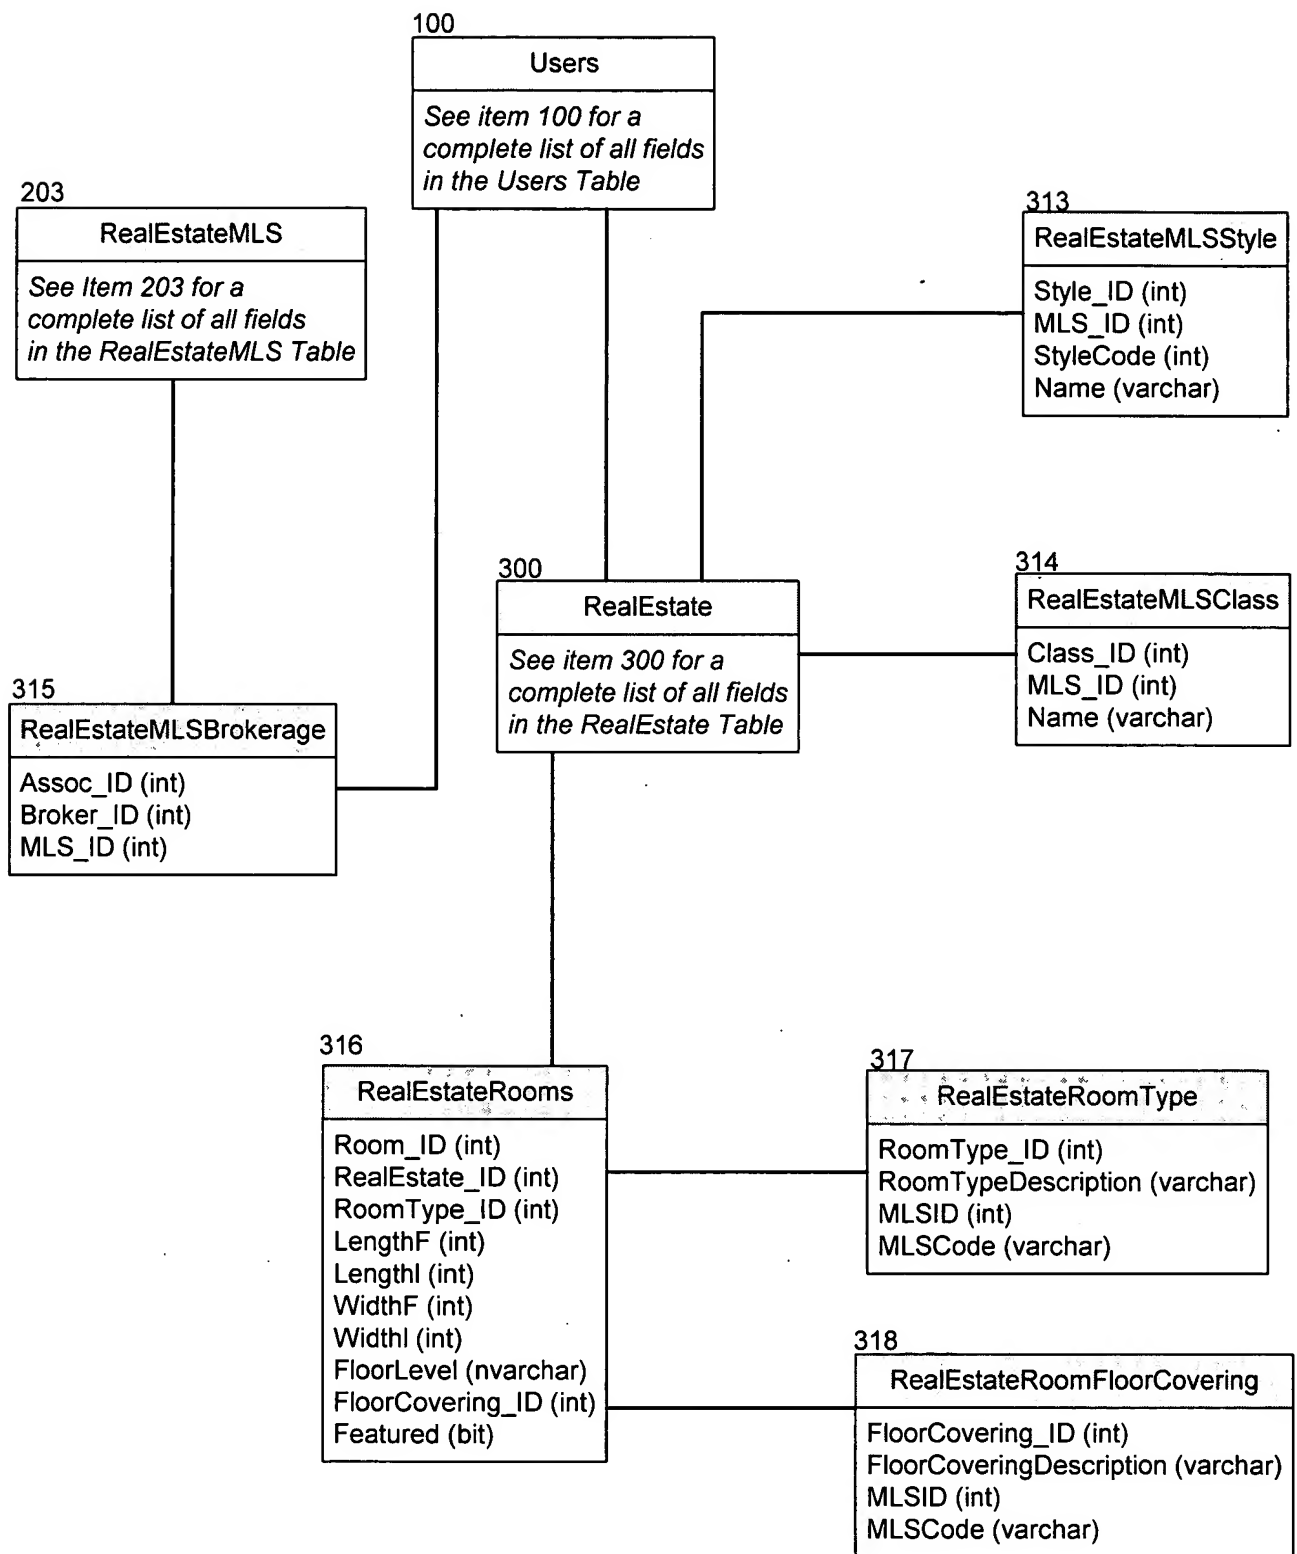 100
Users
See item 100 for a
complete list of all fields
in the Users Table
203
RealEstateMLS
See Item 203 for a
complete list of all fields
in the RealEstateMLS Table
313
RealEstateMLSStyle
Style_ID (int)
MLS_ID (int)
StyleCode (int)
Name (varchar)
300
RealEstate
See item 300 for a
complete list of all fields
in the RealEstate Table
314
RealEstateMLSClass
Class_ID (int)
MLS_ID (int)
Name (varchar)
315
RealEstateMLSBrokerage
Assoc_ID (int)
Broker_ID (int)
MLS_ID (int)
316
RealEstateRooms
Room_ID (int)
RealEstate_ID (int)
RoomType_ID (int)
LengthF (int)
LengthI (int)
WidthF (int)
WidthI (int)
FloorLevel (nvarchar)
FloorCovering_ID (int)
Featured (bit)
317
RealEstateRoomType
RoomType_ID (int)
RoomTypeDescription (varchar)
MLSID (int)
MLSCode (varchar)
318
RealEstateRoomFloorCovering
FloorCovering_ID (int)
FloorCoveringDescription (varchar)
MLSID (int)
MLSCode (varchar)